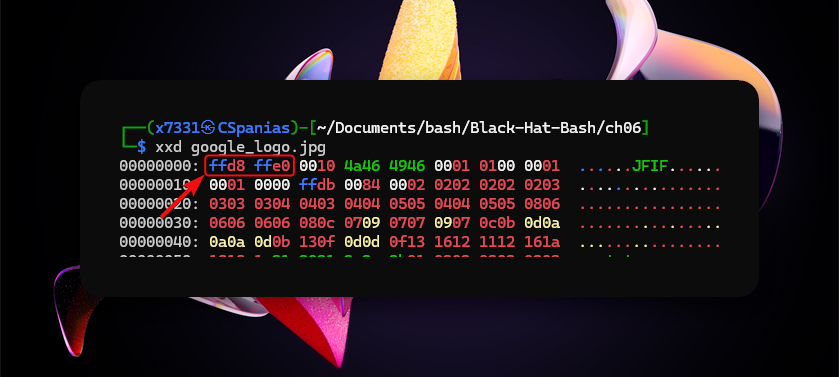 ┌──(x7331㉿CSpanias)-[~/Documents/bash/Black-Hat-Bash/ch06]
└─$ xxd google_logo.jpg
00000000: ffd8 ffe0 0010 4a46 4946 0001 0100 0001  ......JFIF......
00000010: 0001 0000 ffdb 0084 0002 0202 0202 0203  ................
00000020: 0303 0304 0403 0404 0505 0404 0505 0806  ................
00000030: 0606 0606 080c 0709 0707 0907 0c0b 0d0a  ................
00000040: 0a0a 0d0b 130f 0d0d 0f13 1612 1112 161a  ................